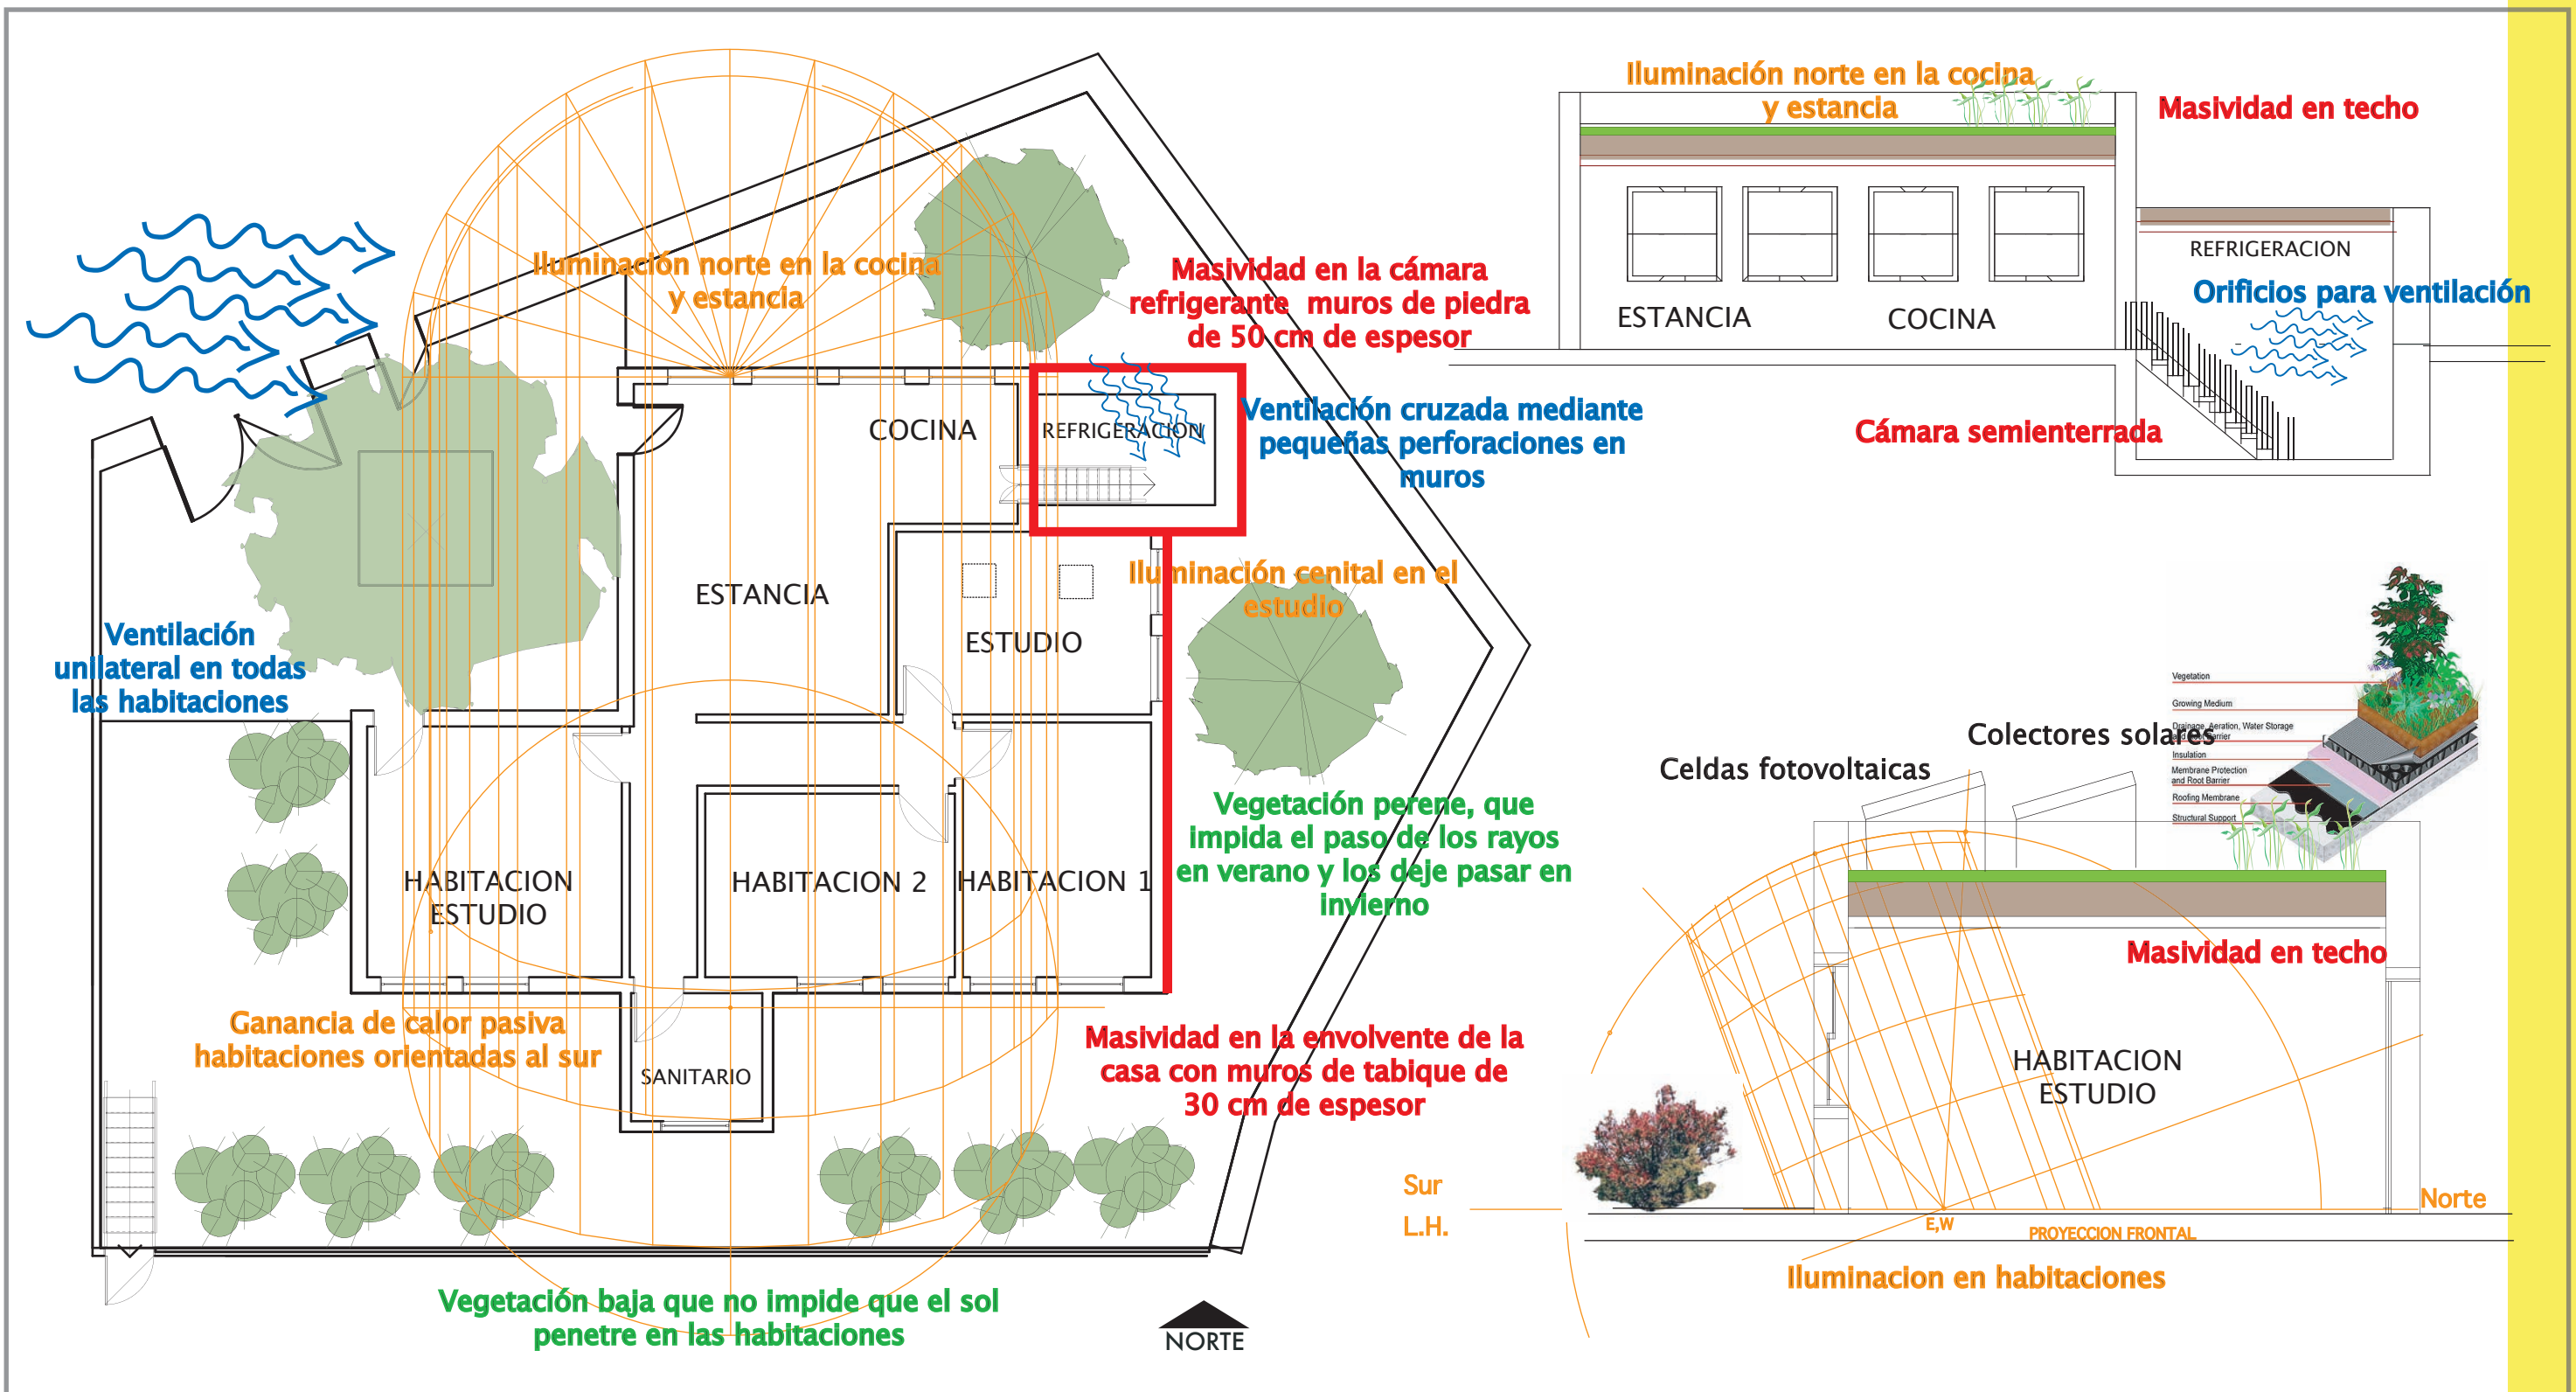 Iluminación norte en la cocina
y estancia
Masividad en la cámara
refrigerante muros de piedra
de 50 cm de espesor
COCINA
REFRIGERACION
Ventilación cruzada mediante
pequeñas perforaciones en
muros
ESTANCIA
Iluminación cenital en el
estudio
ESTUDIO
Ventilación
unilateral en todas
las habitaciones
Vegetación perene, que
impida el paso de los rayos
en verano y los deje pasar en
invierno
HABITACION
ESTUDIO
HABITACION 2
HABITACION 1
Ganancia de calor pasiva
habitaciones orientadas al sur
SANITARIO
Masividad en la envolvente de la
casa con muros de tabique de
30 cm de espesor
Vegetación baja que no impide que el sol
penetre en las habitaciones
NORTE
Iluminación norte en la cocina
y estancia
Masividad en techo
REFRIGERACION
Orificios para ventilación
ESTANCIA
COCINA
Cámara semienterrada
Vegetation
Growing Medium
Drainage, Aeration, Water Storage
and Root Barrier
Insulation
Membrane Protection
and Root Barrier
Roofing Membrane
Structural Support
Colectores solares
Celdas fotovoltaicas
Masividad en techo
HABITACION
ESTUDIO
Sur
L.H.
Norte
E,W
PROYECCION FRONTAL
Iluminacion en habitaciones